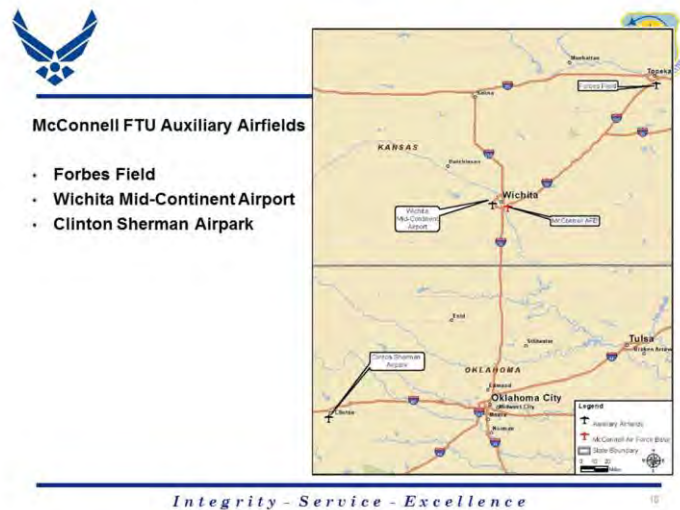 McConnell FTU Auxiliary Airfields
• Forbes Field
• Wichita Mid-Continent Airport
• Clinton Sherman Airpark
Manhattan
Topeka
Forbes Field
Salina
KANSAS
Hutchinson
Wichita
Wichita
Mid-Continent
Airport
McConnell AFB
Enid
Stillwater
Tulsa
Broken Arrow
Clinton Sherman
Airpark
OKLAHOMA
Edmond
Oklahoma City
Midwest City
Moore
Norman
Clinton
Legend
Auxiliary Airfields
McConnell Air Force Base
State Boundary
0 10 20
Miles
Integrity - Service - Excellence